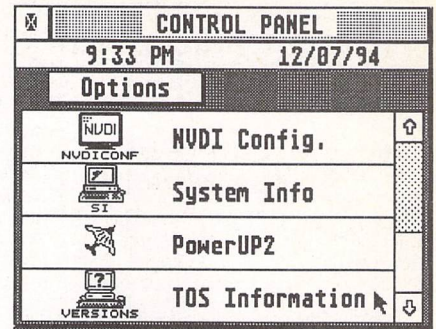 CONTROL PANEL
9:33 PM 12/07/94
Options
NVDI
NVDICONF
NVDI Config.
SI
System Info
PowerUP2
?
VERSIONS
TOS Information